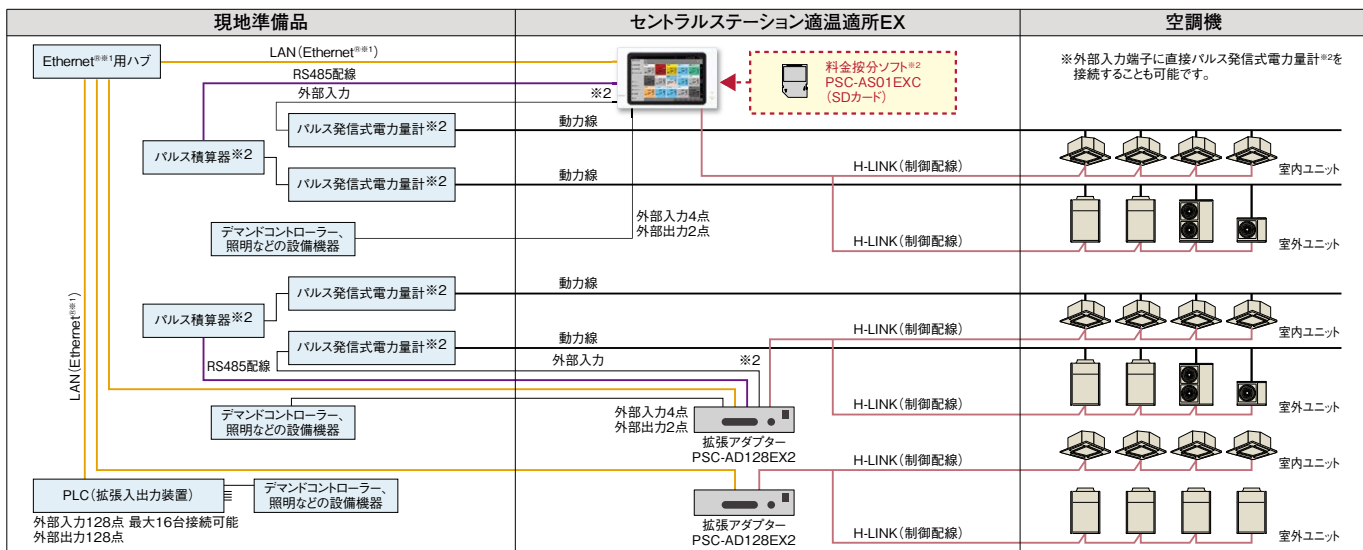 現地準備品
セントラルステーション適温適所EX
空調機
Ethernet®※1用ハブ
LAN(Ethernet®※1)
RS485配線
外部入力
※2
料金按分ソフト※2
PSC-AS01EXC
(SDカード)
※外部入力端子に直接パルス発信式電力量計※2を
接続することも可能です。
パルス発信式電力量計※2
動力線
パルス積算器※2
H-LINK(制御配線)
室内ユニット
パルス発信式電力量計※2
動力線
デマンドコントローラー、
照明などの設備機器
外部入力4点
外部出力2点
H-LINK(制御配線)
室外ユニット
LAN(Ethernet®※1)
パルス発信式電力量計※2
動力線
パルス積算器※2
H-LINK(制御配線)
室内ユニット
パルス発信式電力量計※2
動力線
RS485配線
外部入力
※2
デマンドコントローラー、
照明などの設備機器
外部入力4点
外部出力2点
H-LINK(制御配線)
室外ユニット
拡張アダプター
PSC-AD128EX2
H-LINK(制御配線)
室内ユニット
PLC(拡張入出力装置)
デマンドコントローラー、
照明などの設備機器
外部入力128点 最大16台接続可能
外部出力128点
拡張アダプター
PSC-AD128EX2
H-LINK(制御配線)
室外ユニット